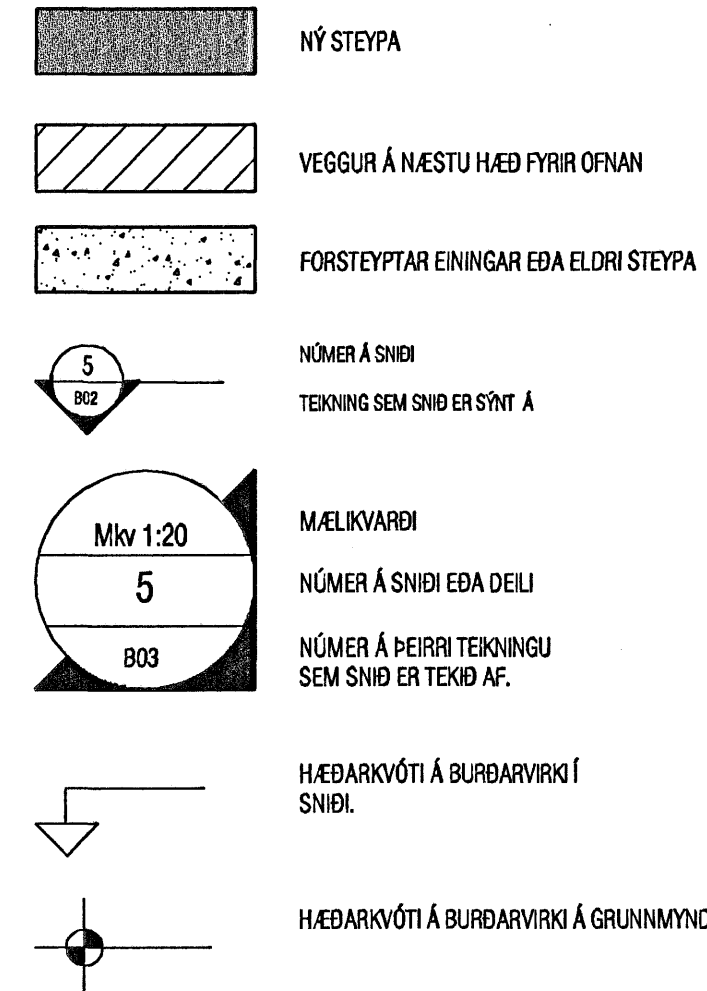 NÝ STEYPA
VEGGUR Á NÆSTU HÆÐ FYRIR OFNAN
FORSTEYPTAR EININGAR EÐA ELDRI STEYPA
5
B02
NÚMER Á SNIÐI
TEIKNING SEM SNIÐ ER SÝNT Á
Mkv 1:20
5
B03
MÆLIKVARÐI
NÚMER Á SNIÐI EÐA DEILI
NÚMER Á ÞEIRRI TEIKNINGU
SEM SNIÐ ER TEKIÐ AF.
HÆÐARKVÓTI Á BURÐARVIRKI Í
SNIÐI.
HÆÐARKVÓTI Á BURÐARVIRKI Á GRUNNMYND